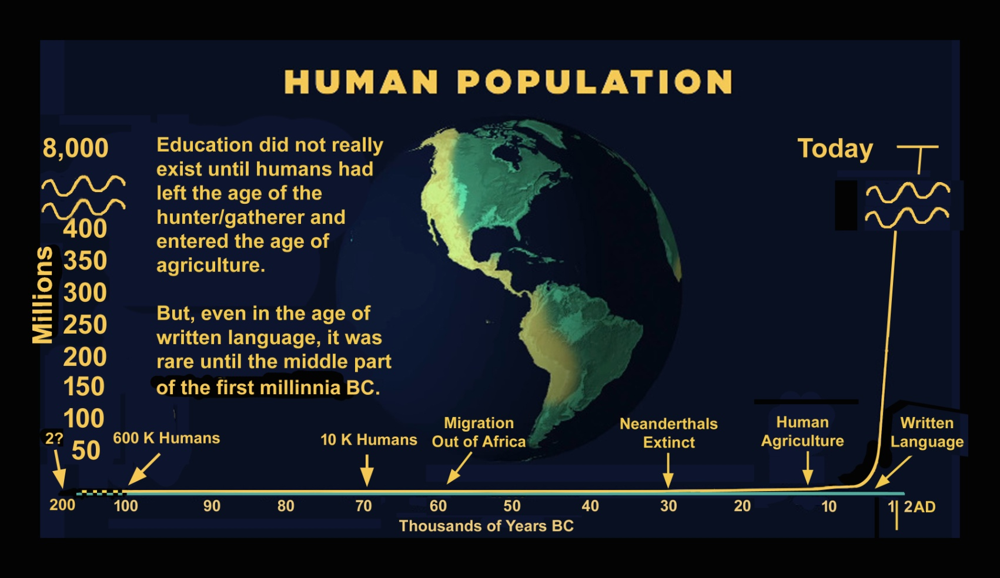 HUMAN POPULATION
8,000
400
350
300
250
200
150
100
50
Millions
Education did not really
exist until humans had
left the age of the
hunter/gatherer and
entered the age of
agriculture.
But, even in the age of
written language, it was
rare until the middle part
of the first millinnia BC.
Today
2?
600 K Humans
10 K Humans
Migration
Out of Africa
Neanderthals
Extinct
Human
Agriculture
Written
Language
200 100 90 80 70 60 50 40 30 20 10 1 2AD
Thousands of Years BC